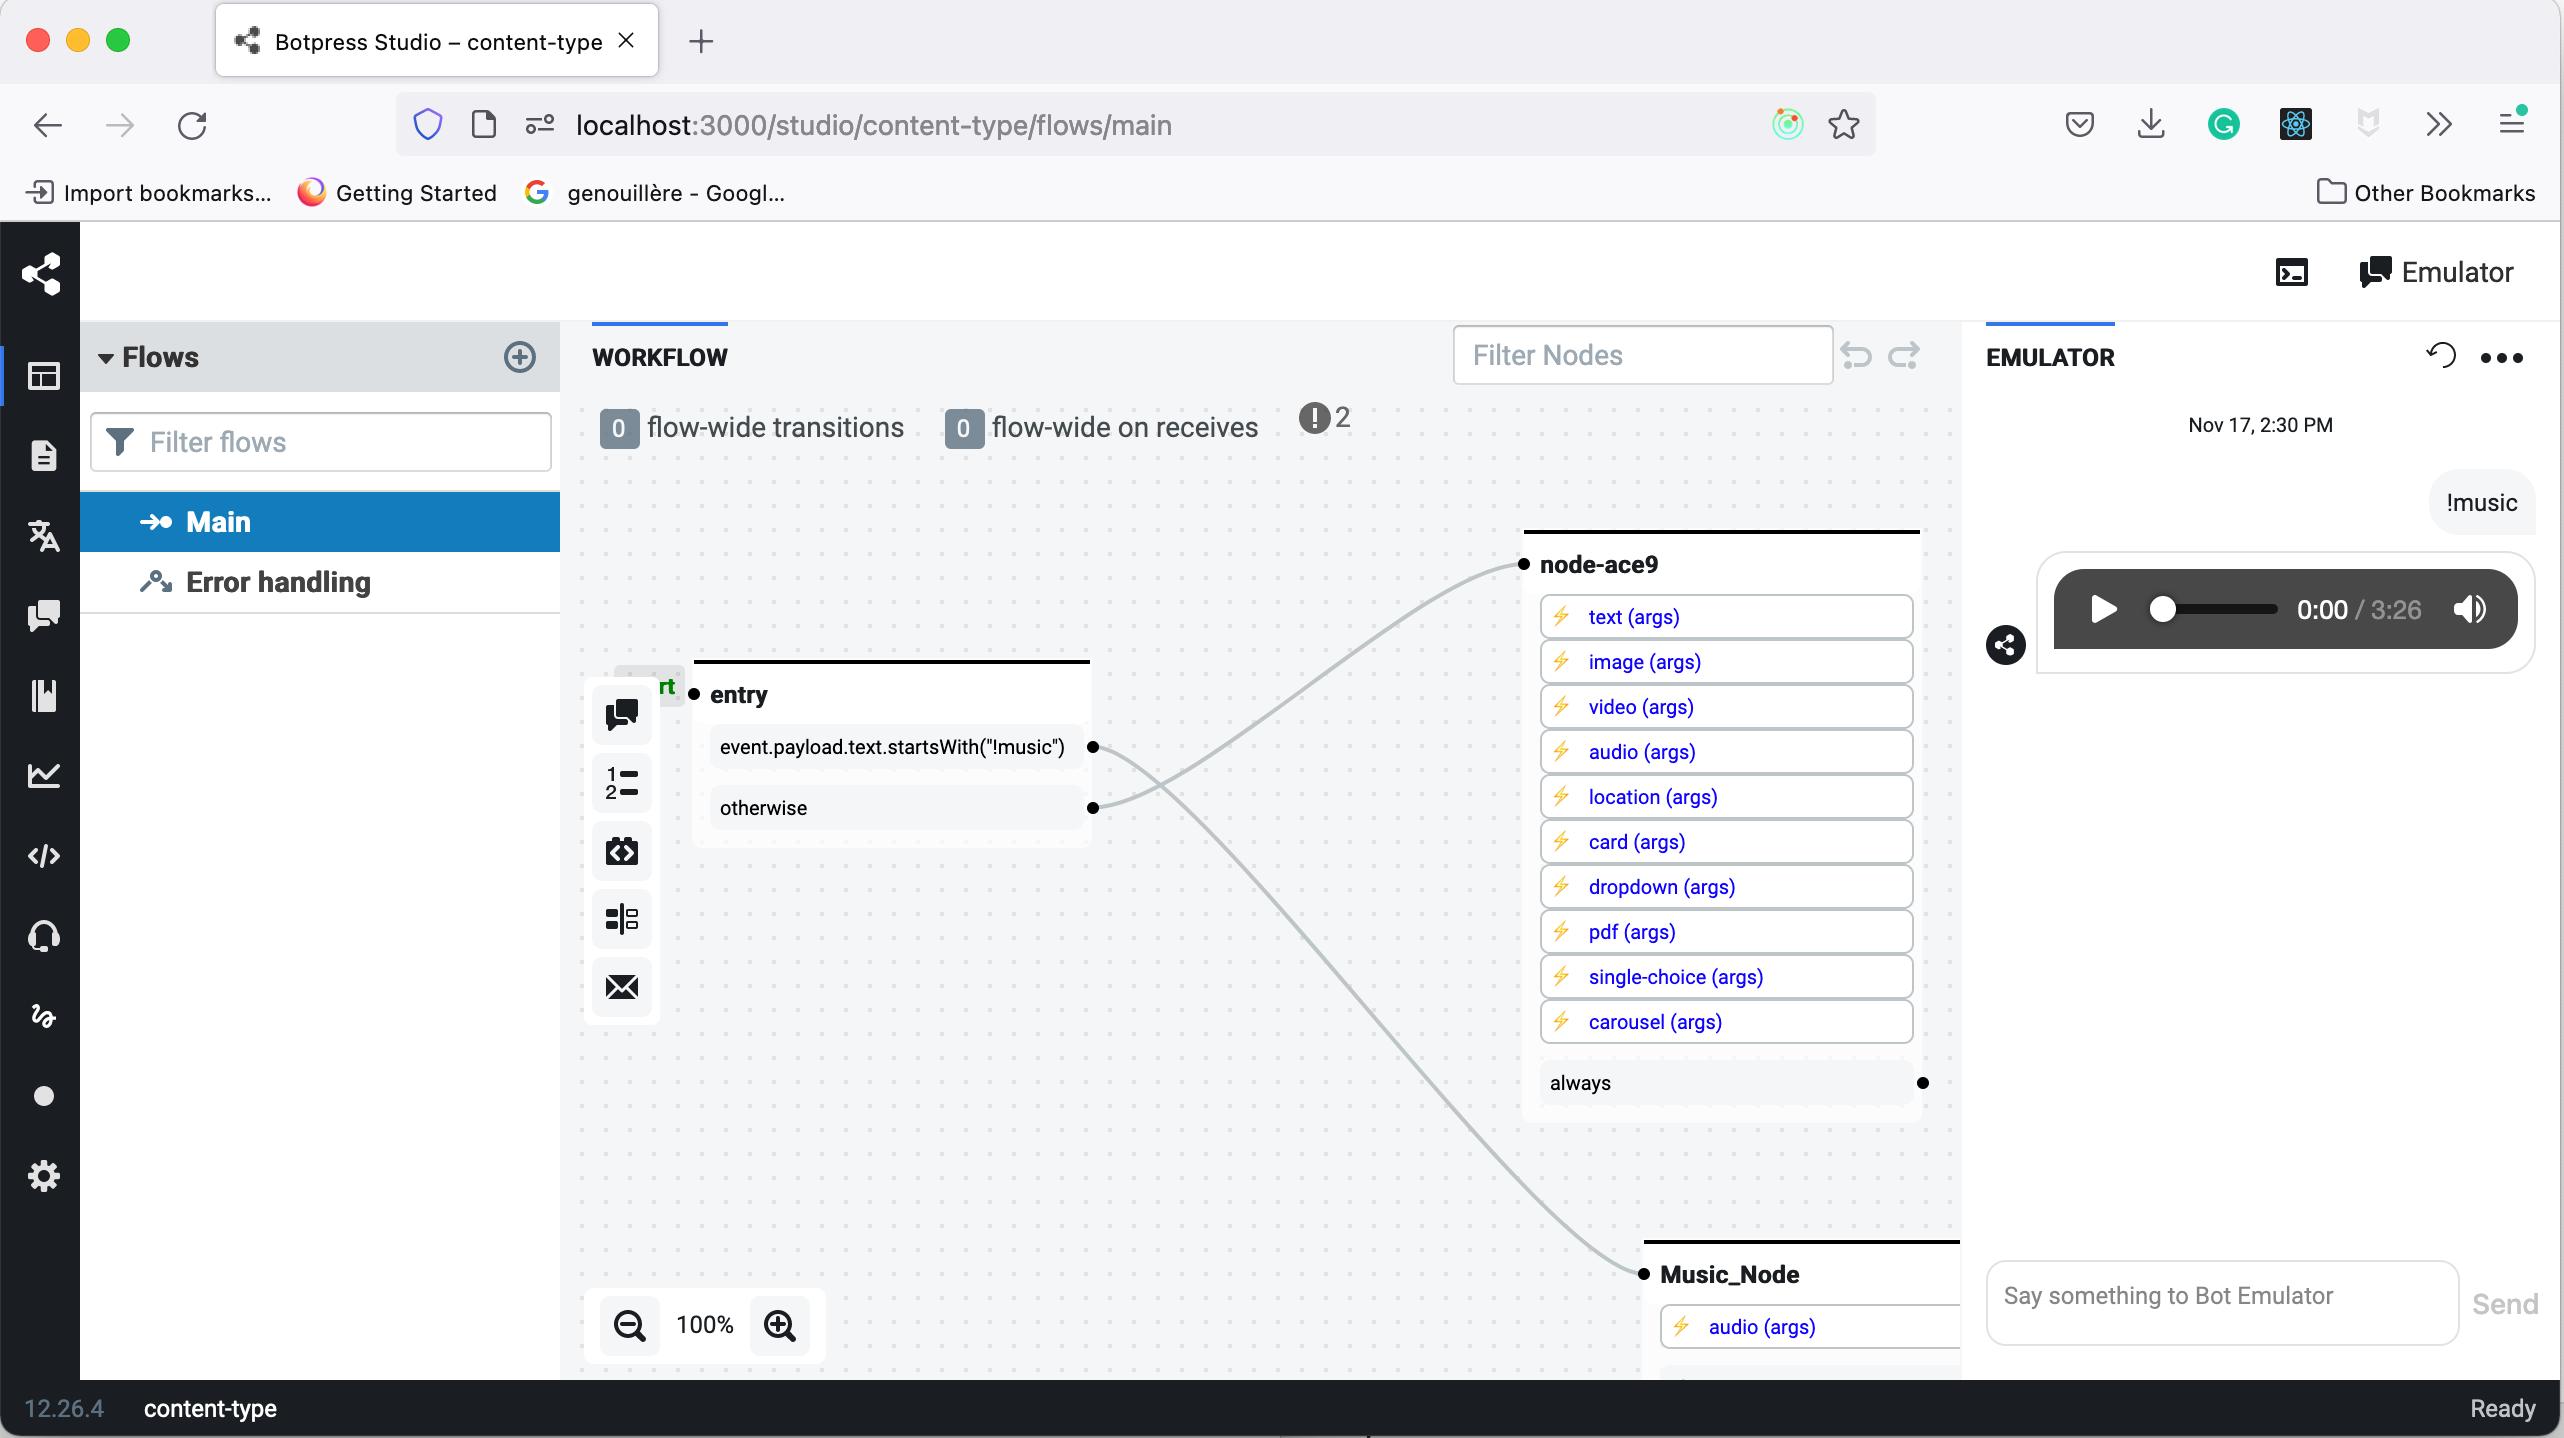 Botpress Studio – content-type
localhost:3000/studio/content-type/flows/main
Import bookmarks...
Getting Started
genouillère - Googl...
Other Bookmarks
Emulator
Flows
Filter flows
Main
Error handling
WORKFLOW
Filter Nodes
0 flow-wide transitions
0 flow-wide on receives
2
rt
entry
event.payload.text.startsWith("!music")
otherwise
node-ace9
text (args)
image (args)
video (args)
audio (args)
location (args)
card (args)
dropdown (args)
pdf (args)
single-choice (args)
carousel (args)
always
Music_Node
audio (args)
100%
EMULATOR
Nov 17, 2:30 PM
!music
0:00 / 3:26
Say something to Bot Emulator
Send
12.26.4
content-type
Ready